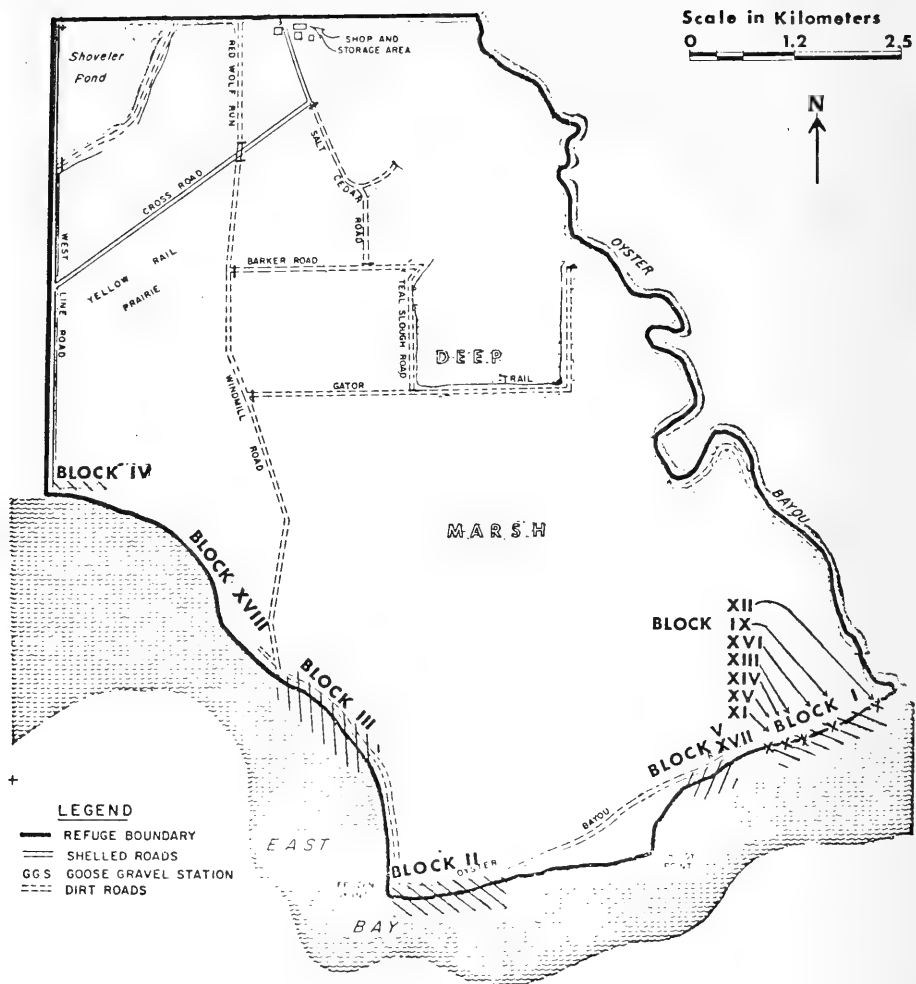 Scale in Kilometers
0 1.2 2.5
N
Shoveler
Pond
RED WOLF RUN
SHOP AND
STORAGE AREA
SALT
CEDAR
ROAD
CROSS ROAD
WEST
LINE ROAD
YELLOW RAIL
PRAIRIE
BARKER ROAD
TEAL SLOUGH ROAD
DEEP
GATOR
TRAIL
WINDMILL
ROAD
OYSTER
BAYOU
BLOCK IV
MARSH
BLOCK XVIII
BLOCK III
BLOCK
XII
IX
XVI
XIII
XIV
XV
XI
BLOCK I
V
BLOCK XVII
BAYOU
OYSTER
BLOCK II
EAST
BAY
LEGEND
REFUGE BOUNDARY
SHELLED ROADS
GGS GOOSE GRAVEL STATION
DIRT ROADS